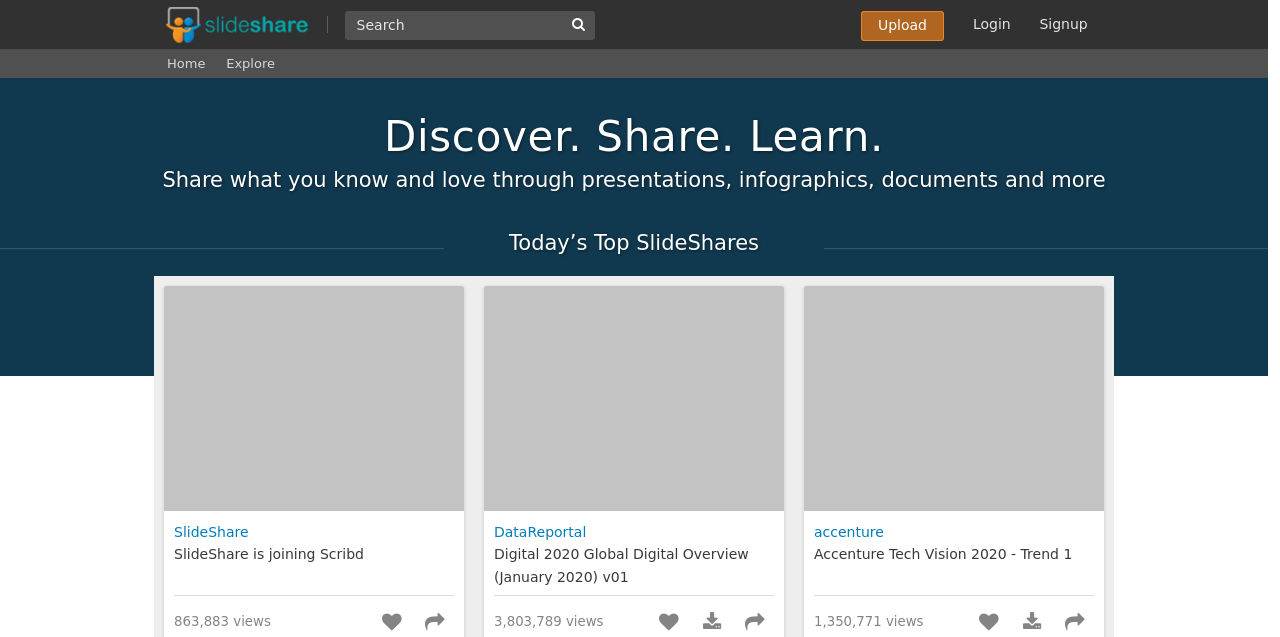 slideshare
Search
Upload
Login
Signup
Home
Explore
Discover. Share. Learn.
Share what you know and love through presentations, infographics, documents and more
Today’s Top SlideShares
SlideShare
SlideShare is joining Scribd
863,883 views
DataReportal
Digital 2020 Global Digital Overview
(January 2020) v01
3,803,789 views
accenture
Accenture Tech Vision 2020 - Trend 1
1,350,771 views